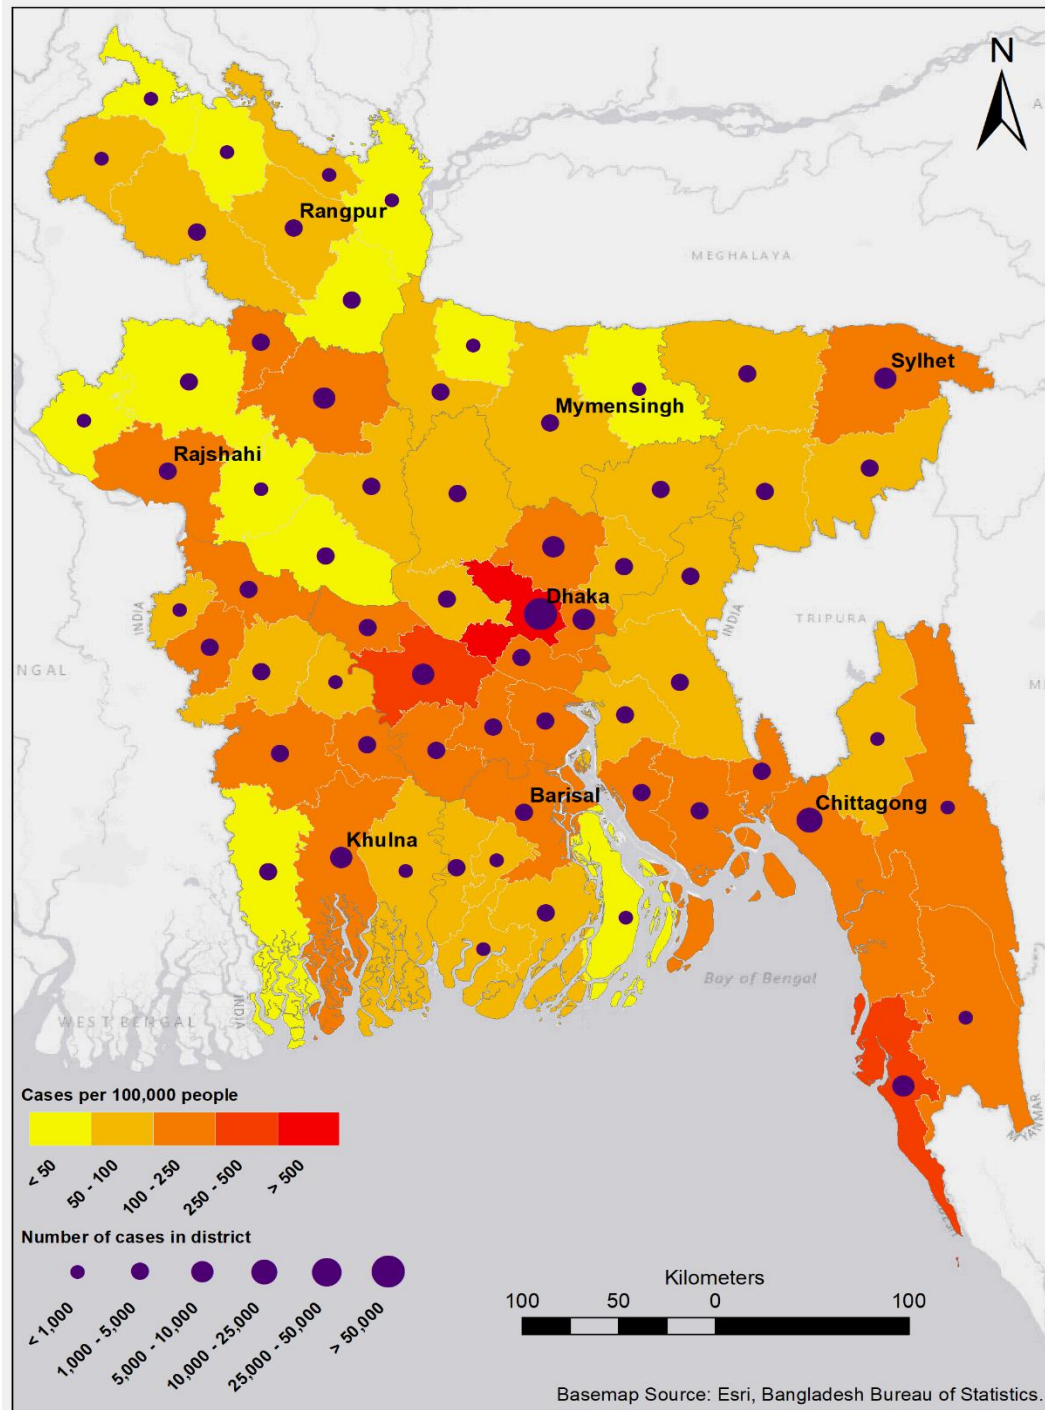 N
MEGHALAYA
Rangpur
Sylhet
Mymensingh
Rajshahi
Dhaka
INDIA
INDIA
TRIPURA
Barisal
Chittagong
Khulna
Bay of Bengal
WEST BENGAL
INDIA
MYANMAR
Cases per 100,000 people
< 50
50 - 100
100 - 250
250 - 500
> 500
Number of cases in district
< 1,000
1,000 - 5,000
5,000 - 10,000
10,000 - 25,000
25,000 - 50,000
> 50,000
Kilometers
100 50 0 100
Basemap Source: Esri, Bangladesh Bureau of Statistics.